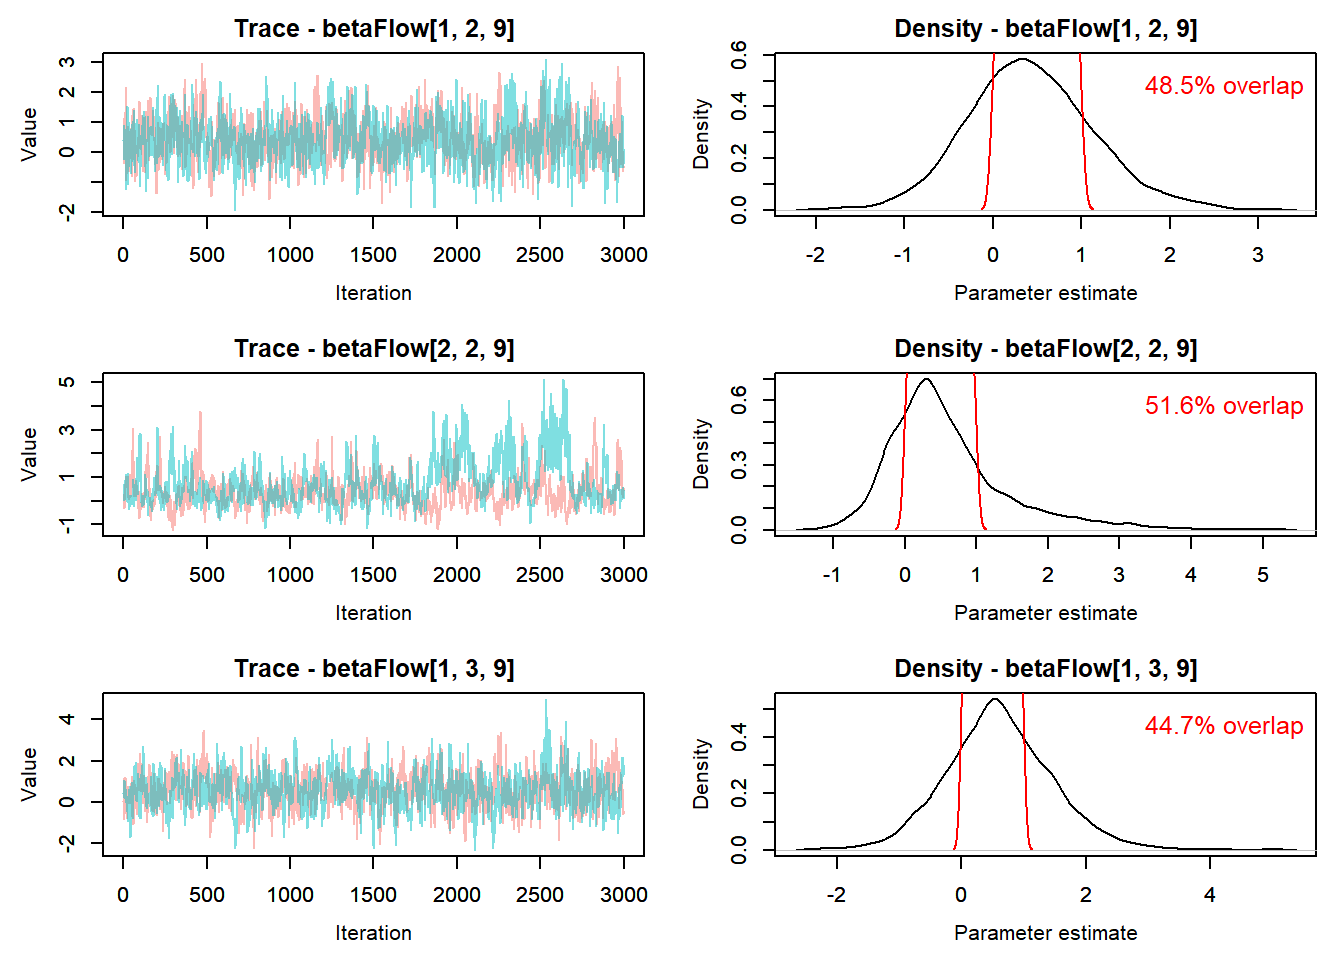 Trace - betaFlow[1, 2, 9]
Value
-2 0 1 2 3
0 500 1000 1500 2000 2500 3000
Iteration
Density - betaFlow[1, 2, 9]
48.5% overlap
Density
0.0 0.2 0.4 0.6
-2 -1 0 1 2 3
Parameter estimate
Trace - betaFlow[2, 2, 9]
Value
-1 1 3 5
0 500 1000 1500 2000 2500 3000
Iteration
Density - betaFlow[2, 2, 9]
51.6% overlap
Density
0.0 0.3 0.6
-1 0 1 2 3 4 5
Parameter estimate
Trace - betaFlow[1, 3, 9]
Value
-2 0 2 4
0 500 1000 1500 2000 2500 3000
Iteration
Density - betaFlow[1, 3, 9]
44.7% overlap
Density
0.0 0.2 0.4
-2 0 2 4
Parameter estimate